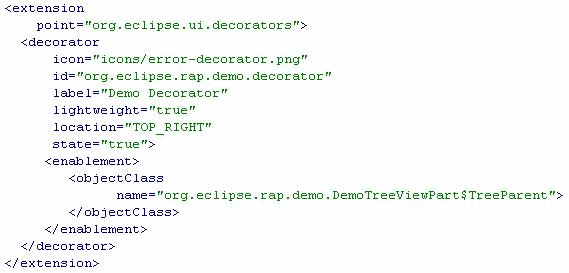 <extension
point="org.eclipse.ui.decorators">
<decorator
icon="icons/error-decorator.png"
id="org.eclipse.rap.demo.decorator"
label="Demo Decorator"
lightweight="true"
location="TOP_RIGHT"
state="true">
<enablement>
<objectClass
name="org.eclipse.rap.demo.DemoTreeViewPart$TreeParent">
</objectClass>
</enablement>
</decorator>
</extension>